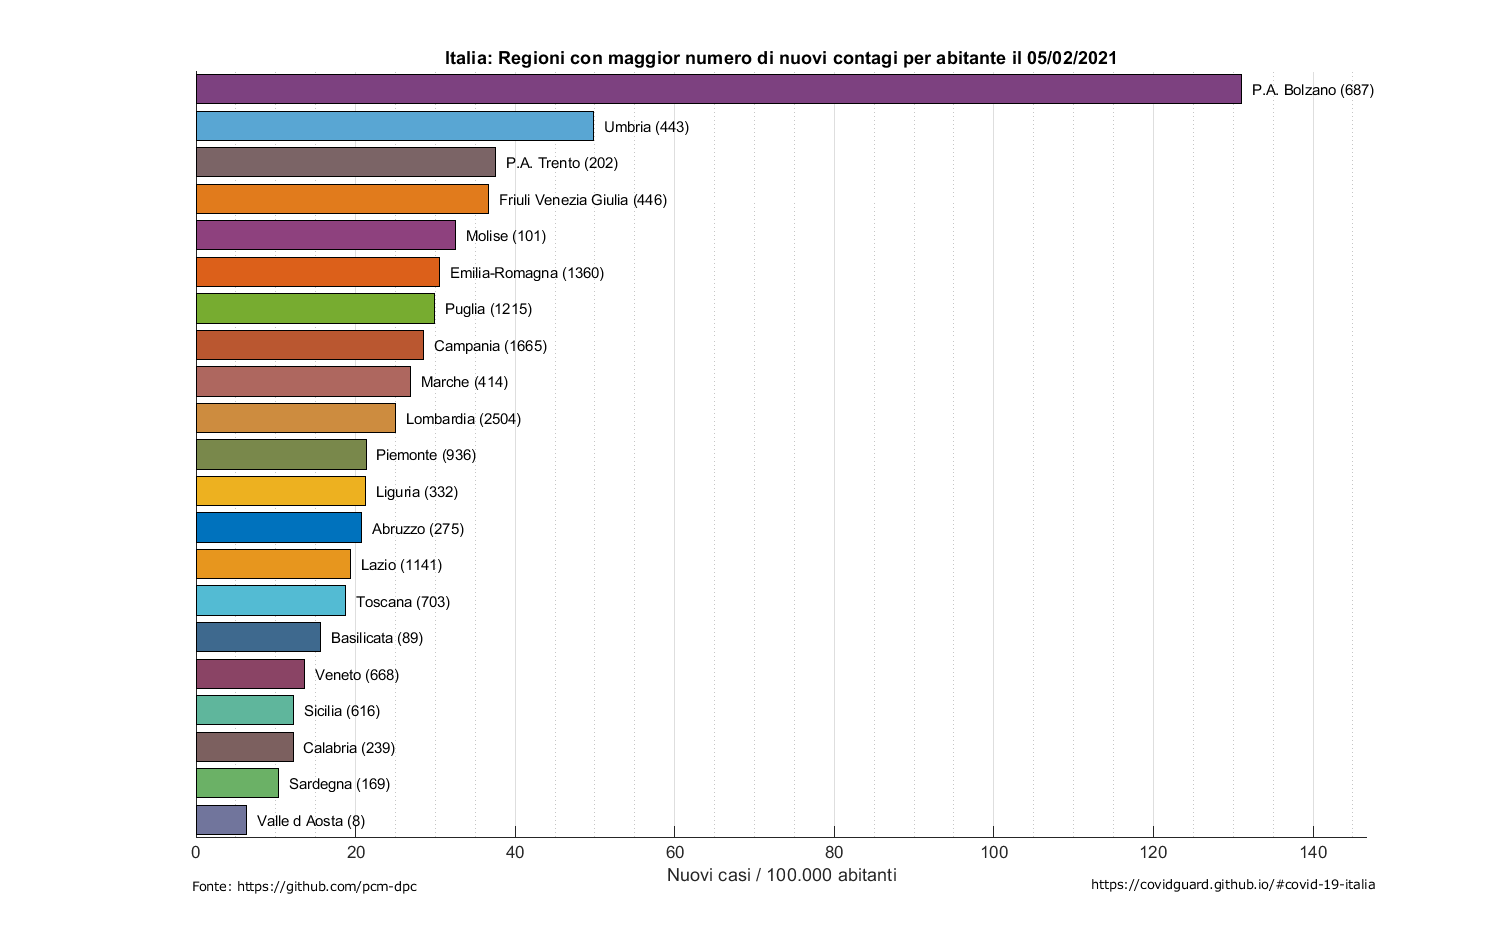 Italia: Regioni con maggior numero di nuovi contagi per abitante il 05/02/2021
P.A. Bolzano (687)
Umbria (443)
P.A. Trento (202)
Friuli Venezia Giulia (446)
Molise (101)
Emilia-Romagna (1360)
Puglia (1215)
Campania (1665)
Marche (414)
Lombardia (2504)
Piemonte (936)
Liguria (332)
Abruzzo (275)
Lazio (1141)
Toscana (703)
Basilicata (89)
Veneto (668)
Sicilia (616)
Calabria (239)
Sardegna (169)
Valle d Aosta (8)
0 20 40 60 80 100 120 140
Nuovi casi / 100.000 abitanti
Fonte: https://github.com/pcm-dpc
https://covidguard.github.io/#covid-19-italia